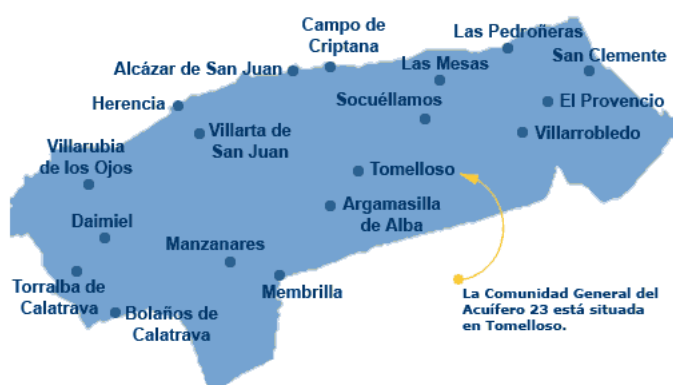 Campo de
Criptana
Las Pedroñeras
San Clemente
Alcázar de San Juan
Las Mesas
Herencia
Socuéllamos
El Provencio
Villarta de
San Juan
Villarrobledo
Villarubia
de los Ojos
Tomelloso
Argamasilla
de Alba
Daimiel
Manzanares
Torralba de
Calatrava
Membrilla
Bolaños de
Calatrava
La Comunidad General del
Acuífero 23 está situada
en Tomelloso.